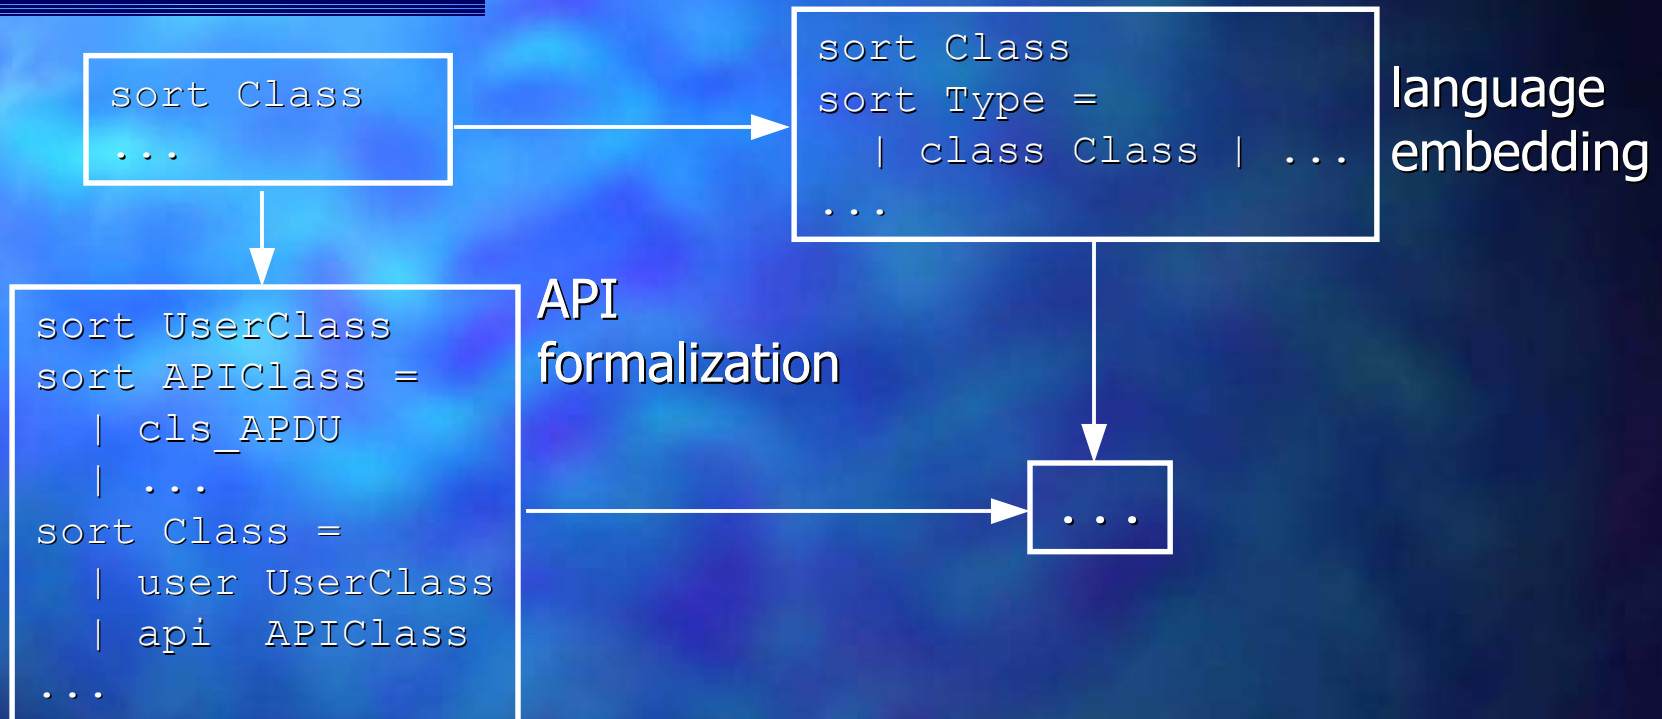 sort Class
...
sort Class
sort Type =
| class Class | ...
...
language
embedding
API
formalization
sort UserClass
sort APIClass =
| cls_APDU
| ...
sort Class =
| user UserClass
| api  APIClass
...
...